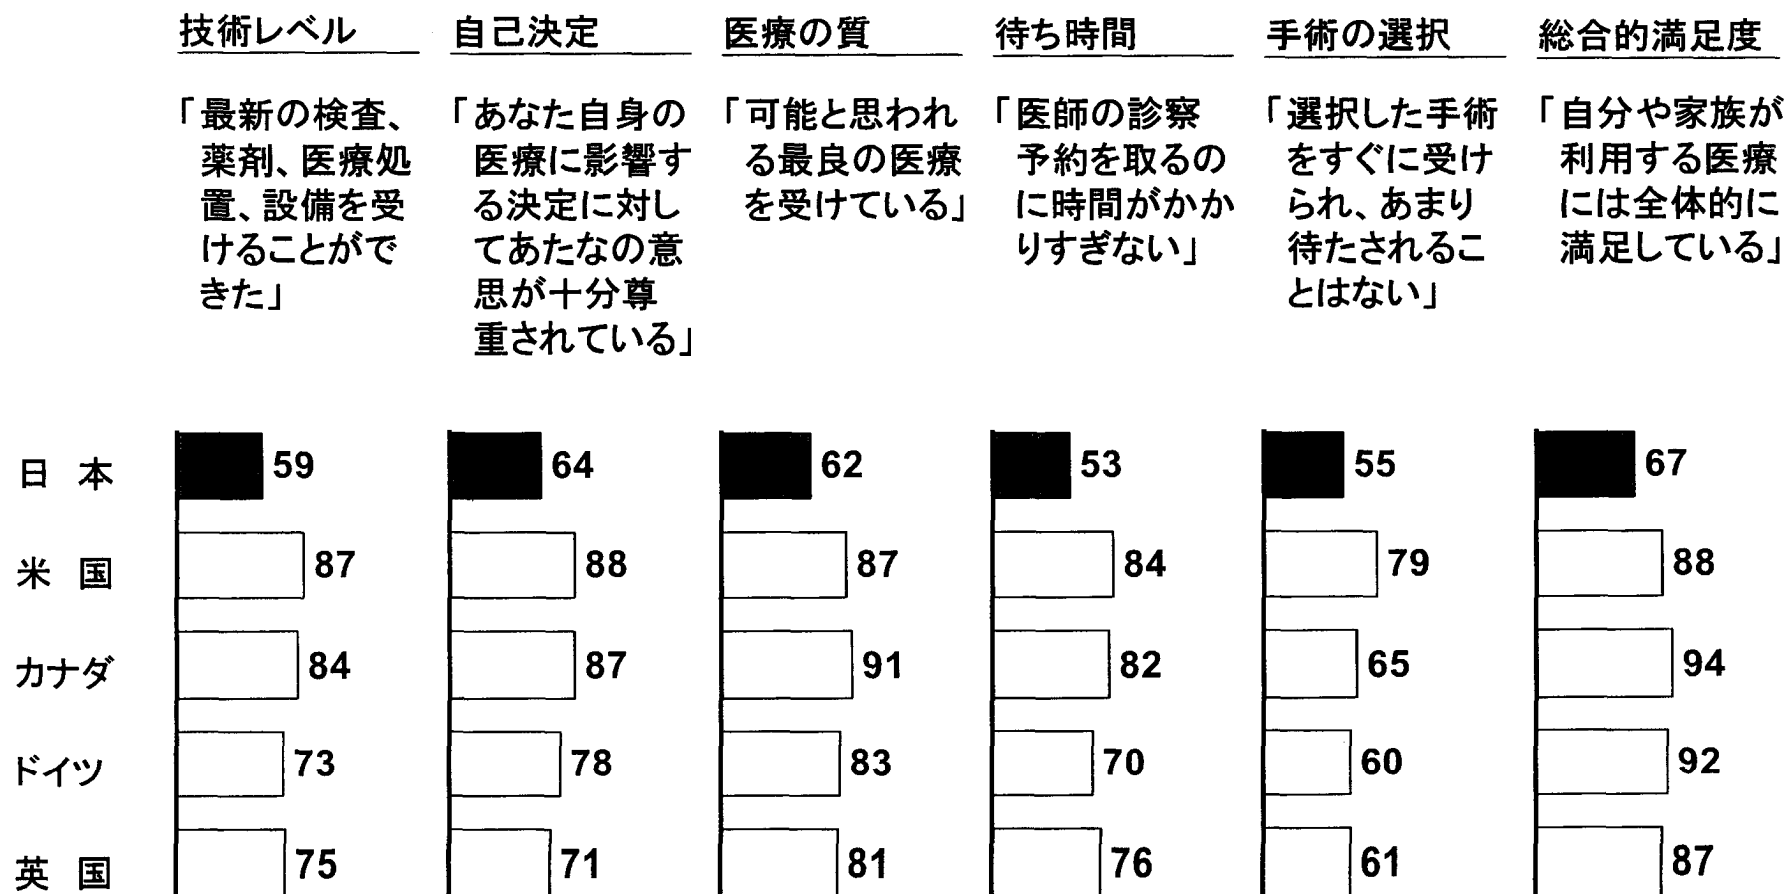 技術レベル
「最新の検査、
薬剤、医療処
置、設備を受
けることがで
きた」
自己決定
「あなた自身の
医療に影響す
る決定に対し
てあたなの意
思が十分尊
重されている」
医療の質
「可能と思われ
る最良の医療
を受けている」
待ち時間
「医師の診察
予約を取るの
に時間がかか
りすぎない」
手術の選択
「選択した手術
をすぐに受け
られ、あまり
待たされるこ
とはない」
総合的満足度
「自分や家族が
利用する医療
には全体的に
満足している」
日 本 59 64 62 53 55 67
米 国 87 88 87 84 79 88
カナダ 84 87 91 82 65 94
ドイツ 73 78 83 70 60 92
英 国 75 71 81 76 61 87